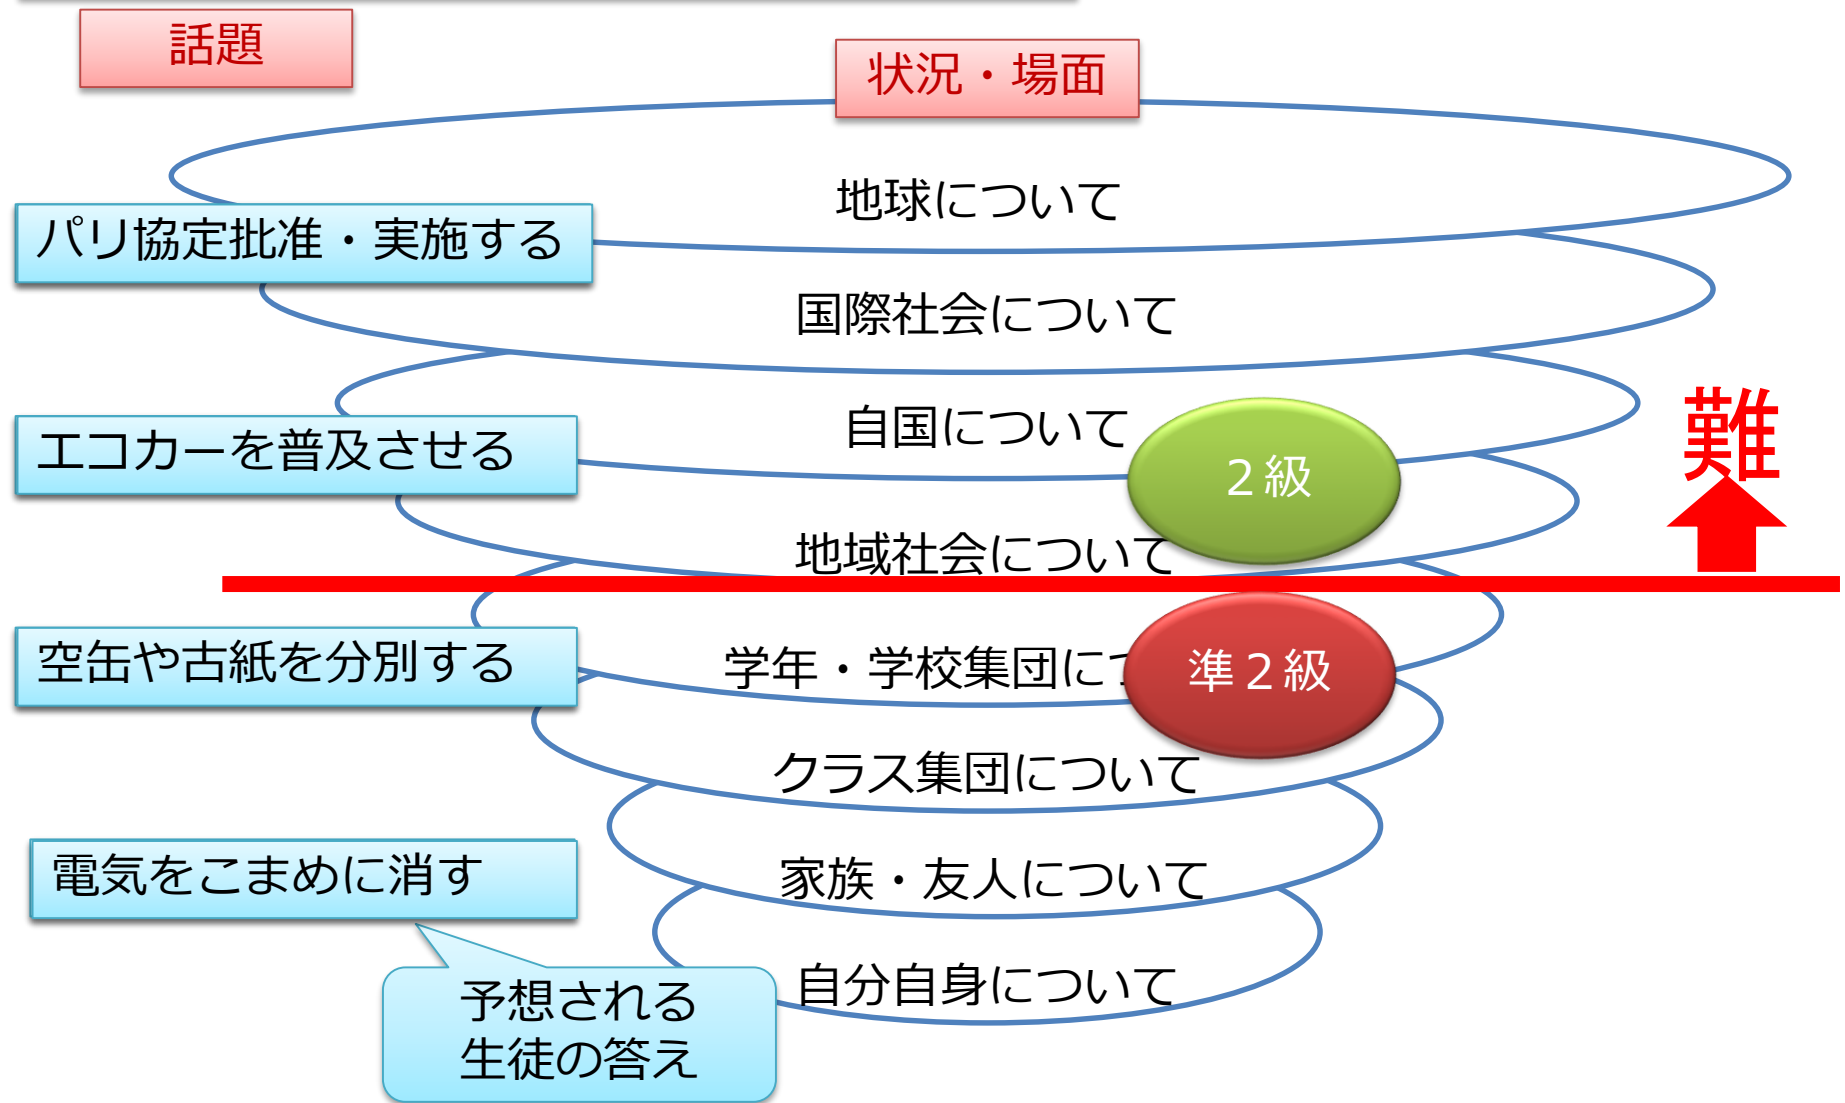 話題
状況・場面
地球について
パリ協定批准・実施する
国際社会について
自国について
難
エコカーを普及させる
２級
地域社会について
空缶や古紙を分別する
学年・学校集団につ
準２級
クラス集団について
電気をこまめに消す
家族・友人について
自分自身について
予想される
生徒の答え